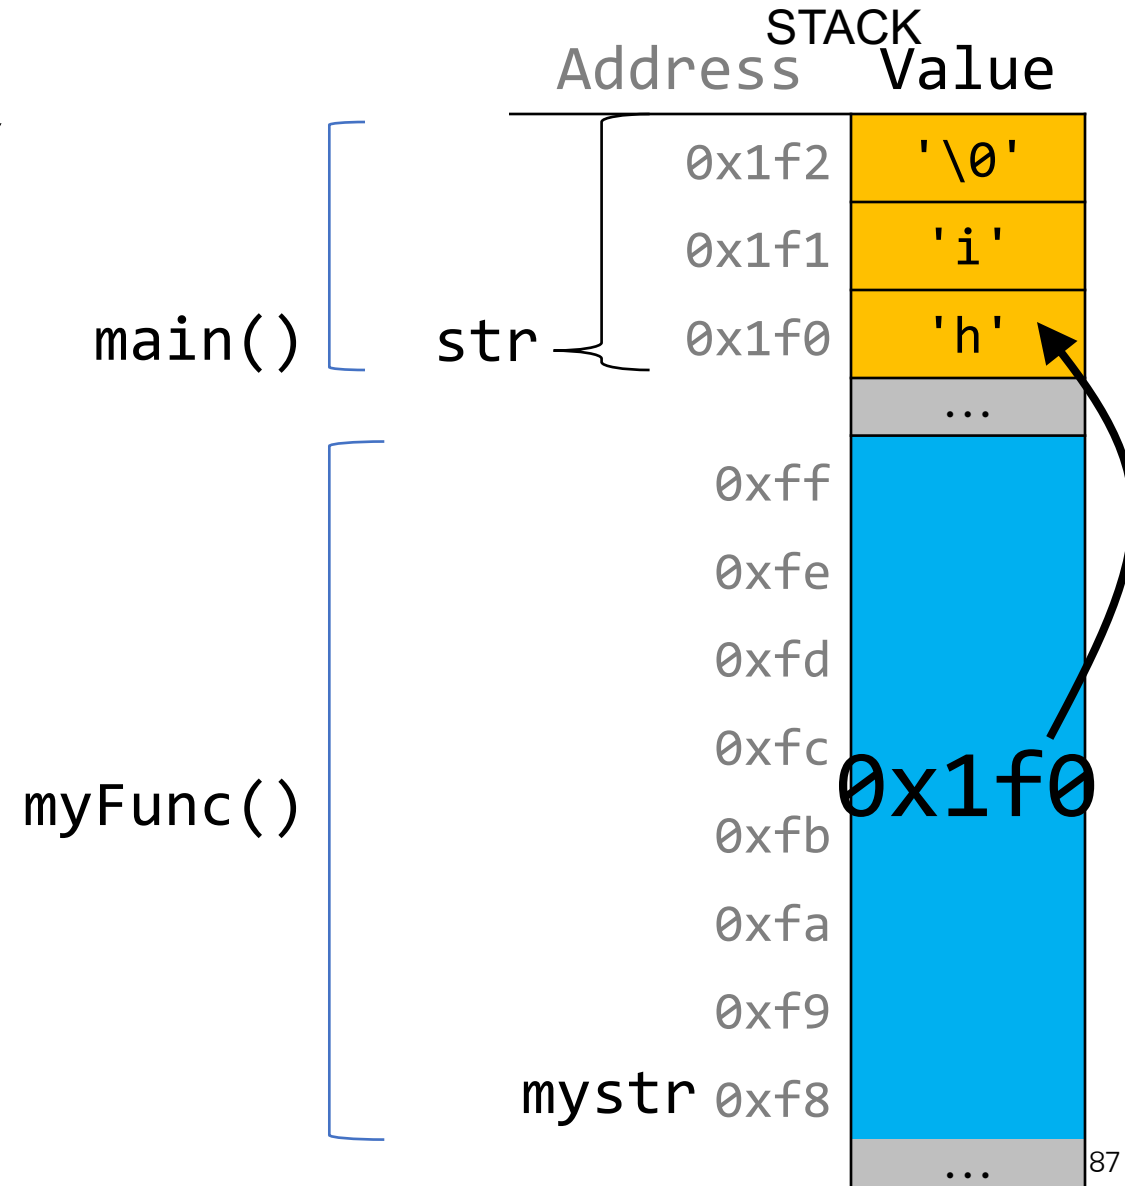 STACK
Address Value
0x1f2 '\0'
0x1f1 'i'
main() str 0x1f0 'h'
...
0xff
0xfe
0xfd
0xfc
0x1f0
myFunc()
0xfb
0xfa
0xf9
mystr 0xf8
... 87